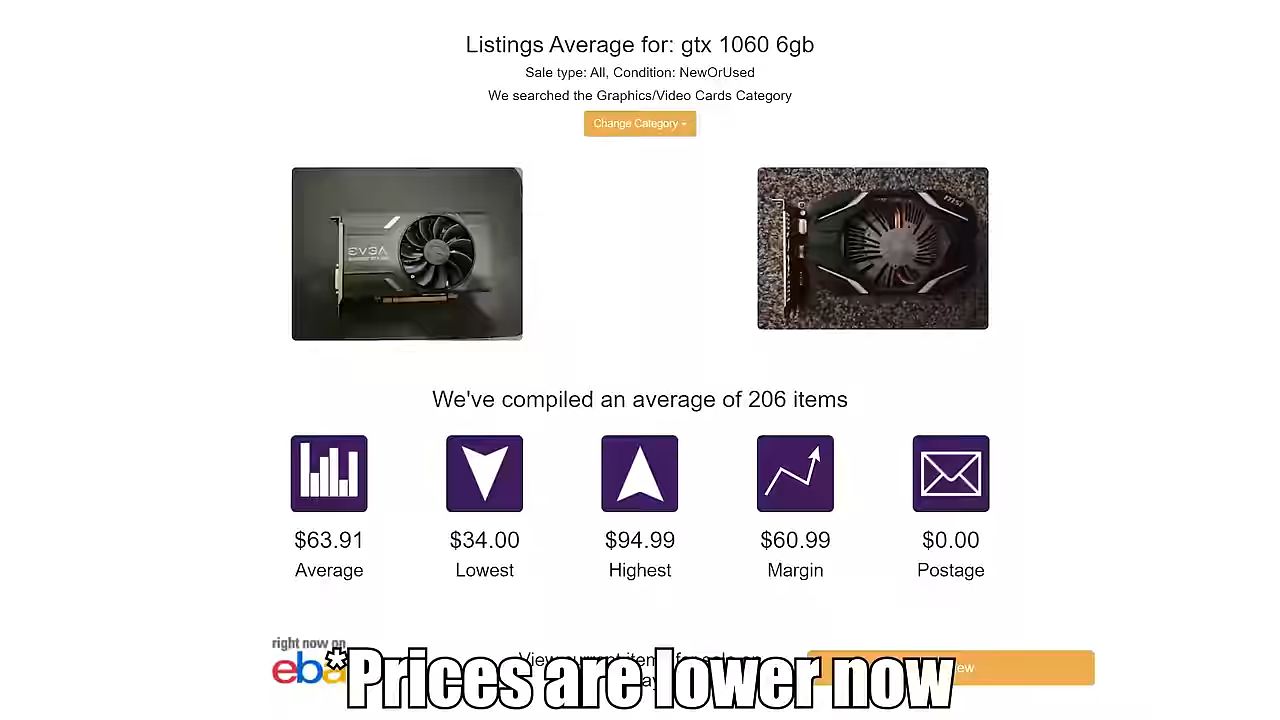 Listings Average for: gtx 1060 6gb
Sale type: All, Condition: NewOrUsed
We searched the Graphics/Video Cards Category
Change Category
EVGA
msi
We've compiled an average of 206 items
$63.91 $34.00 $94.99 $60.99 $0.00
Average Lowest Highest Margin Postage
right now on
*Prices are lower now